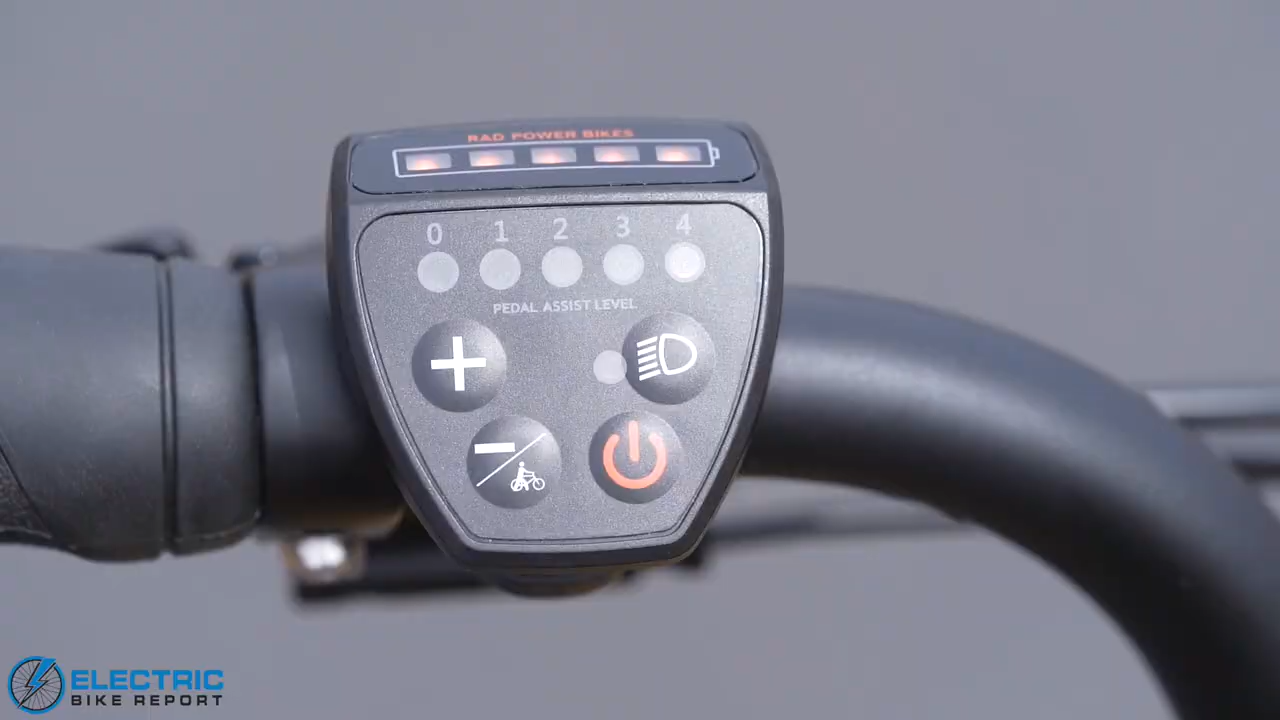 RAD POWER BIKES
0 1 2 3 4
PEDAL ASSIST LEVEL
ELECTRIC
BIKE REPORT